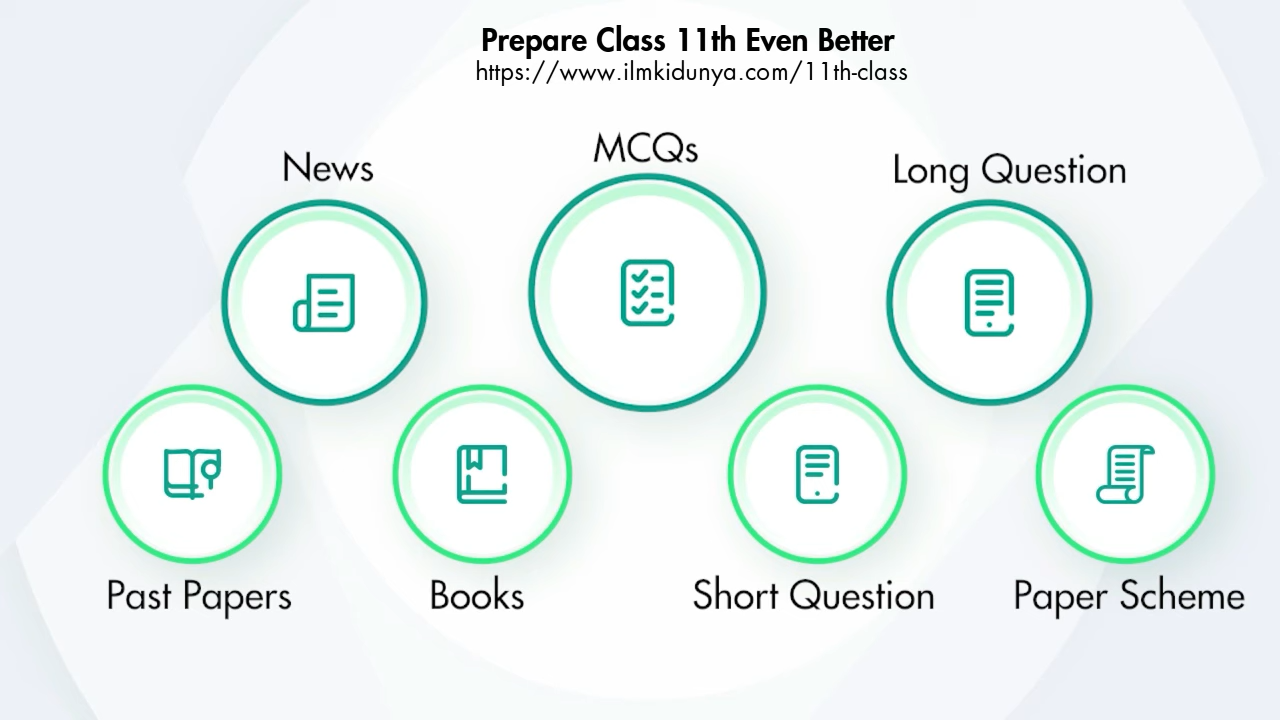 Prepare Class 11th Even Better
https://www.ilmkidunya.com/11th-class
News
MCQs
Long Question
Past Papers
Books
Short Question
Paper Scheme